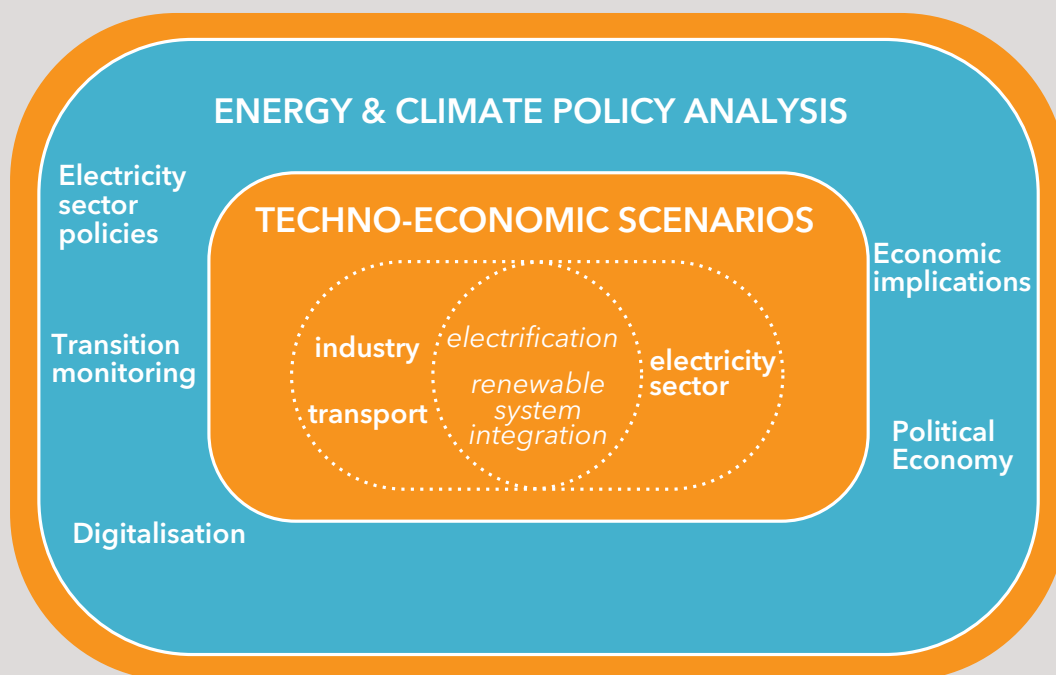 ENERGY & CLIMATE POLICY ANALYSIS
Electricity
sector
policies
Transition
monitoring
Digitalisation
TECHNO-ECONOMIC SCENARIOS
industry
transport
electrification
renewable
system
integration
electricity
sector
Economic
implications
Political
Economy